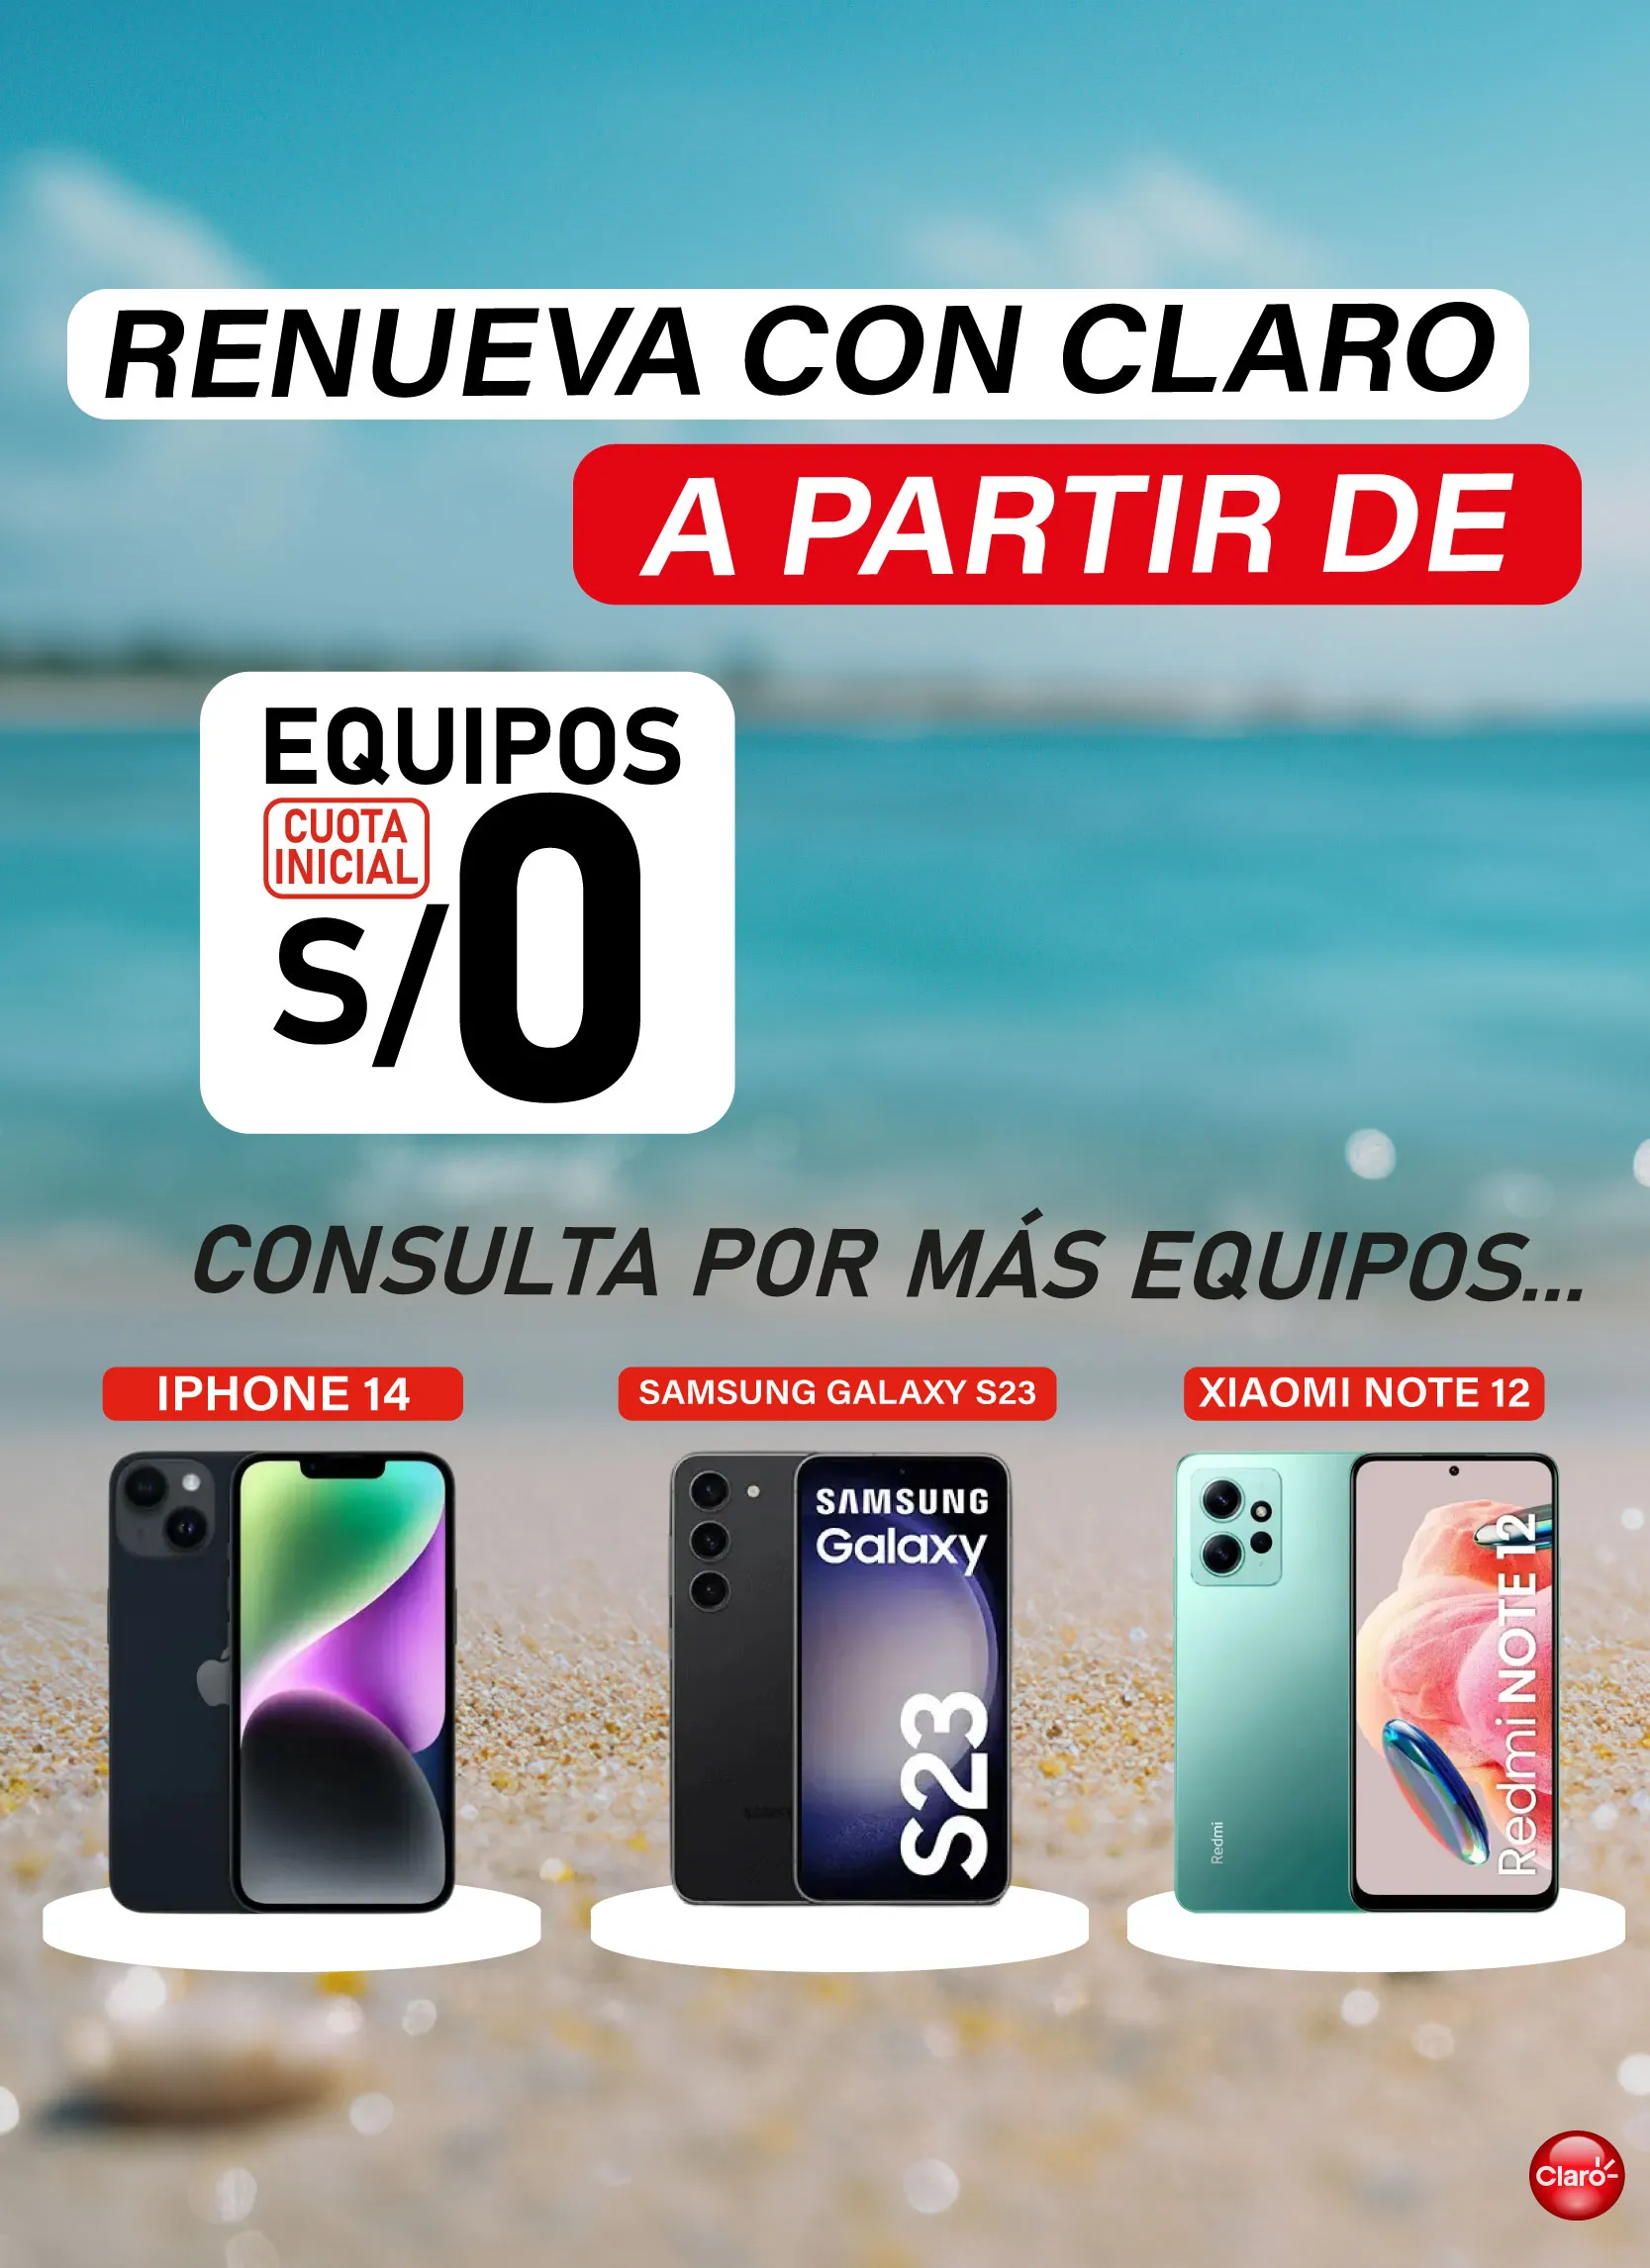 RENUEVA CON CLARO
A PARTIR DE
EQUIPOS
CUOTA
INICIAL
S/0
CONSULTA POR MÁS EQUIPOS...
IPHONE 14
SAMSUNG GALAXY S23
XIAOMI NOTE 12
SAMSUNG
Galaxy
S23
Redmi
Redmi NOTE 12
Claro